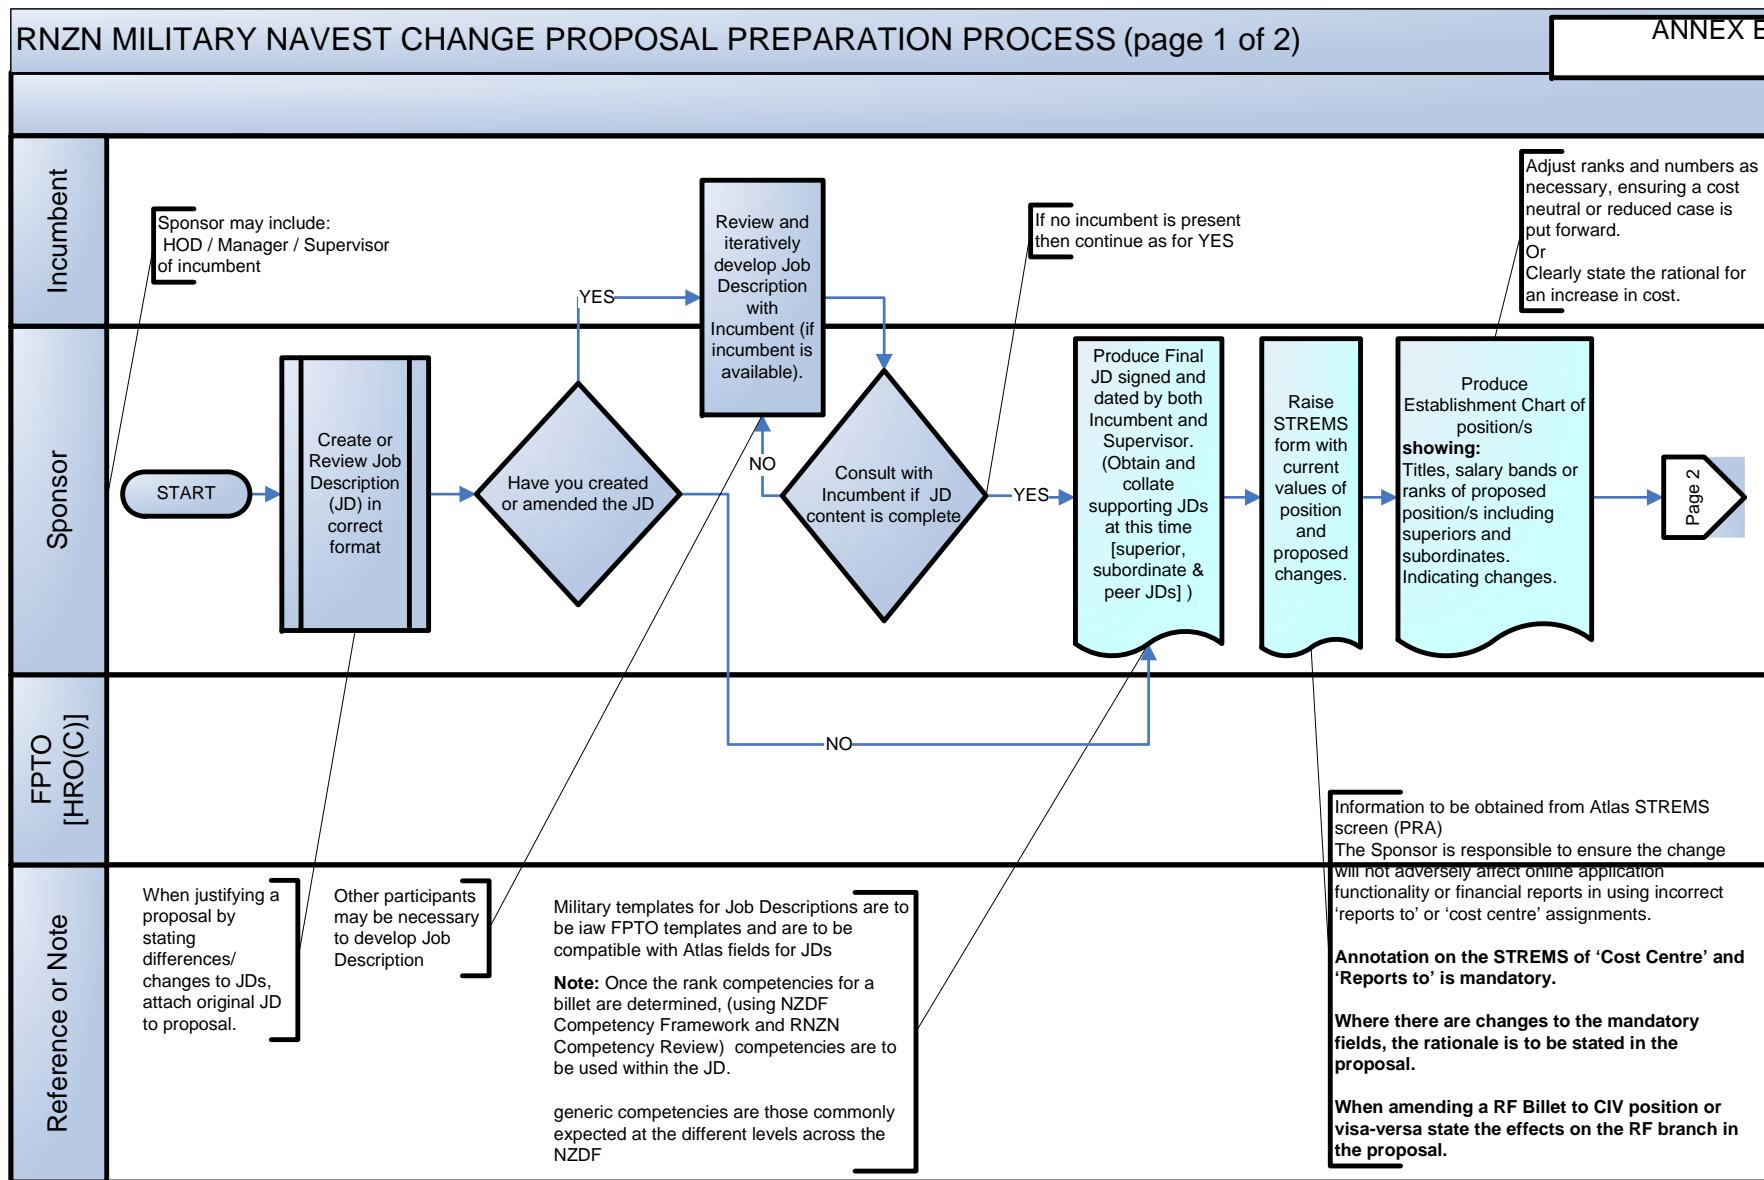 RNZN MILITARY NAVEST CHANGE PROPOSAL PREPARATION PROCESS (page 1 of 2)
ANNEX E
Incumbent
Sponsor may include:
HOD / Manager / Supervisor
of incumbent
YES
Review and
iteratively
develop Job
Description
with
Incumbent (if
incumbent is
available).
If no incumbent is present
then continue as for YES
Adjust ranks and numbers as
necessary, ensuring a cost
neutral or reduced case is
put forward.
Or
Clearly state the rational for
an increase in cost.
Sponsor
START
Create or
Review Job
Description
(JD) in
correct
format
Have you created
or amended the JD
NO
Consult with
Incumbent if JD
content is complete
YES
Produce Final
JD signed and
dated by both
Incumbent and
Supervisor.
(Obtain and
collate
supporting JDs
at this time
[superior,
subordinate &
peer JDs] )
Raise
STREMS
form with
current
values of
position
and
proposed
changes.
Produce
Establishment Chart of
position/s
showing:
Titles, salary bands or
ranks of proposed
position/s including
superiors and
subordinates.
Indicating changes.
Page 2
FPTO
[HRO(C)]
NO
Reference or Note
When justifying a
proposal by
stating
differences/
changes to JDs,
attach original JD
to proposal.
Other participants
may be necessary
to develop Job
Description
Military templates for Job Descriptions are to
be iaw FPTO templates and are to be
compatible with Atlas fields for JDs
Note: Once the rank competencies for a
billet are determined, (using NZDF
Competency Framework and RNZN
Competency Review) competencies are to
be used within the JD.
generic competencies are those commonly
expected at the different levels across the
NZDF
Information to be obtained from Atlas STREMS
screen (PRA)
The Sponsor is responsible to ensure the change
will not adversely affect online application
functionality or financial reports in using incorrect
‘reports to’ or ‘cost centre’ assignments.
Annotation on the STREMS of ‘Cost Centre’ and
‘Reports to’ is mandatory.
Where there are changes to the mandatory
fields, the rationale is to be stated in the
proposal.
When amending a RF Billet to CIV position or
visa-versa state the effects on the RF branch in
the proposal.